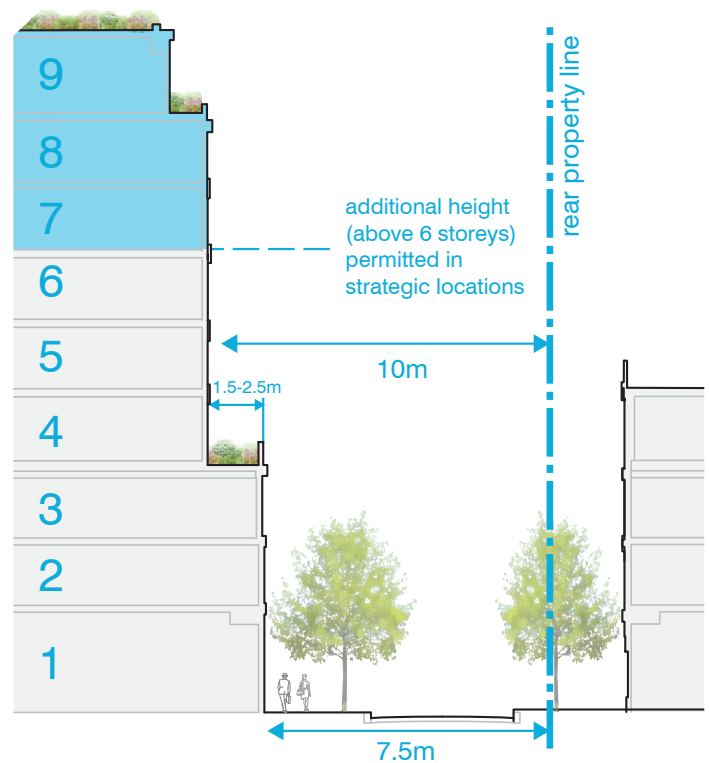 9
rear property line
8
7
additional height
(above 6 storeys)
permitted in
strategic locations
6
5
10m
1.5-2.5m
4
3
2
1
7.5m